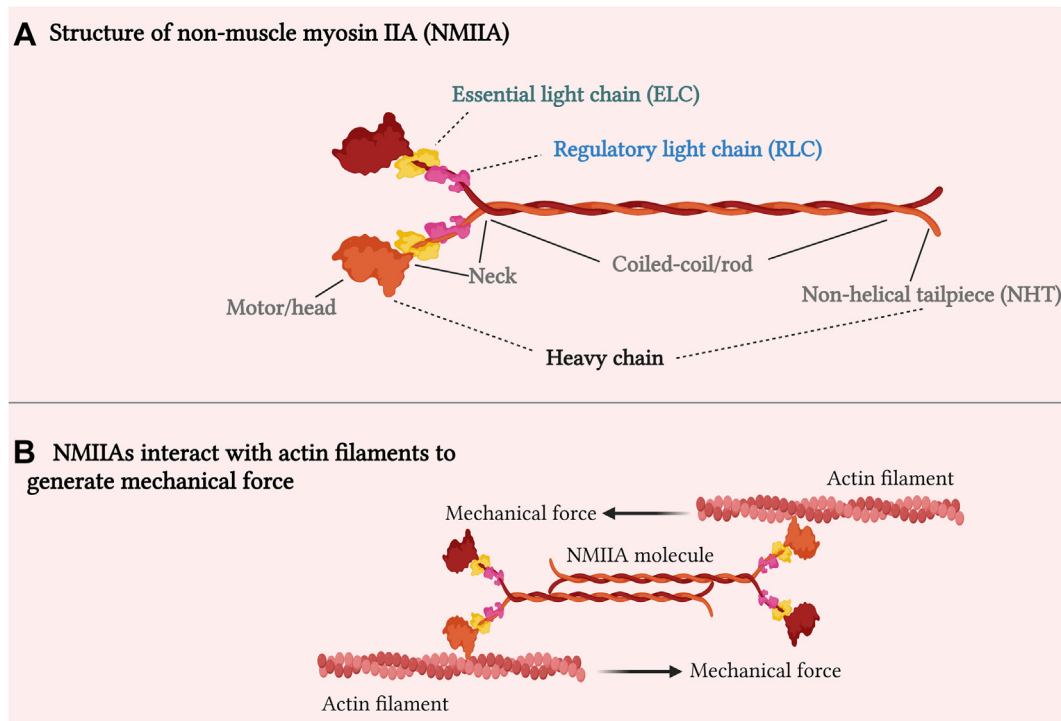 A Structure of non-muscle myosin IIA (NMIIA)
Essential light chain (ELC)
Regulatory light chain (RLC)
Coiled-coil/rod
Neck
Non-helical tailpiece (NHT)
Motor/head
Heavy chain
B NMIIAs interact with actin filaments to
generate mechanical force
Actin filament
Mechanical force
NMIIA molecule
Mechanical force
Actin filament